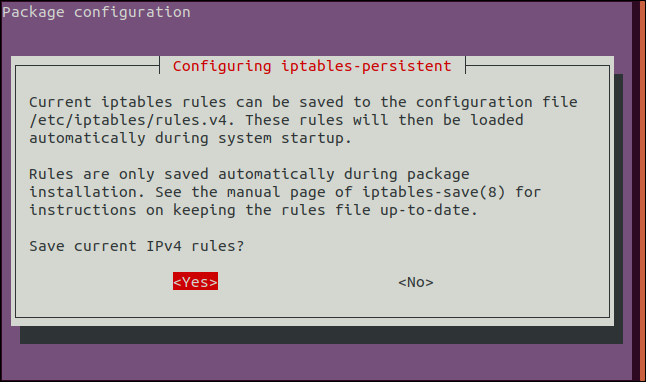 Package configuration
Configuring iptables-persistent
Current iptables rules can be saved to the configuration file
/etc/iptables/rules.v4. These rules will then be loaded
automatically during system startup.
Rules are only saved automatically during package
installation. See the manual page of iptables-save(8) for
instructions on keeping the rules file up-to-date.
Save current IPv4 rules?
<Yes> <No>